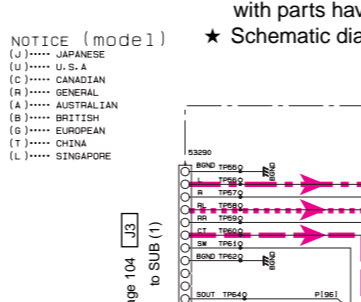 with parts hav
★ Schematic dia
NOTICE (model)
(J)····· JAPANESE
(U)····· U.S.A
(C)····· CANADIAN
(R)····· GENERAL
(A)····· AUSTRALIAN
(B)····· BRITISH
(G)····· EUROPEAN
(T)····· CHINA
(L)····· SINGAPORE
53290
BGND TP55
L TP56
R TP57
RL TP58
RR TP59
CT TP60
SW TP61
BGND TP62
SOUT TP64
P[96]
BGND
BGND
ge 104 J3
to SUB (1)